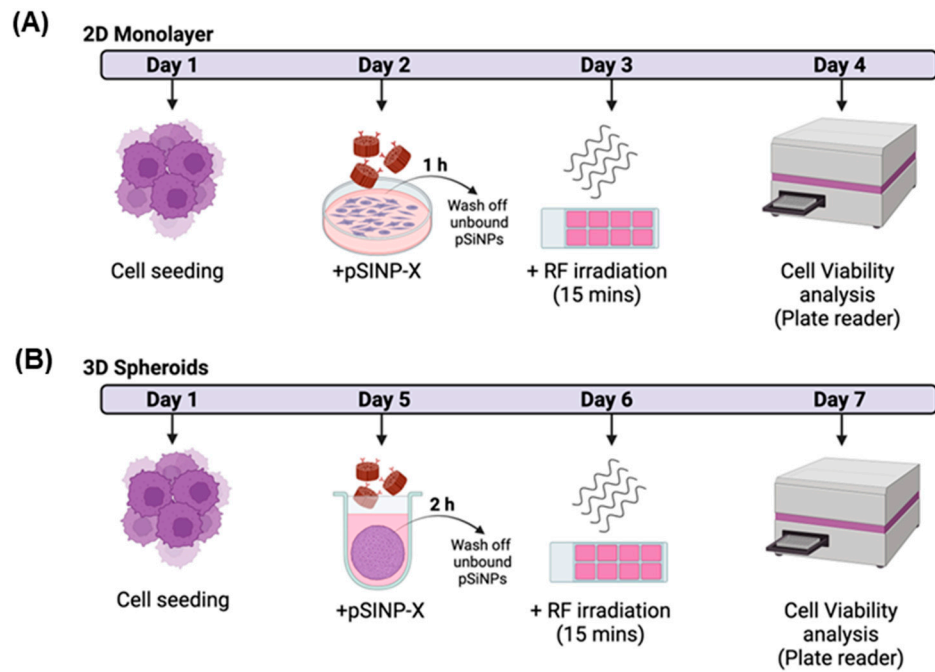 (A)
2D Monolayer
Day 1 Day 2 Day 3 Day 4
1 h
Wash off
unbound
pSiNPs
Cell seeding
+pSINP-X
+ RF irradiation
(15 mins)
Cell Viability
analysis
(Plate reader)
(B)
3D Spheroids
Day 1 Day 5 Day 6 Day 7
2 h
Wash off
unbound
pSiNPs
Cell seeding
+pSINP-X
+ RF irradiation
(15 mins)
Cell Viability
analysis
(Plate reader)